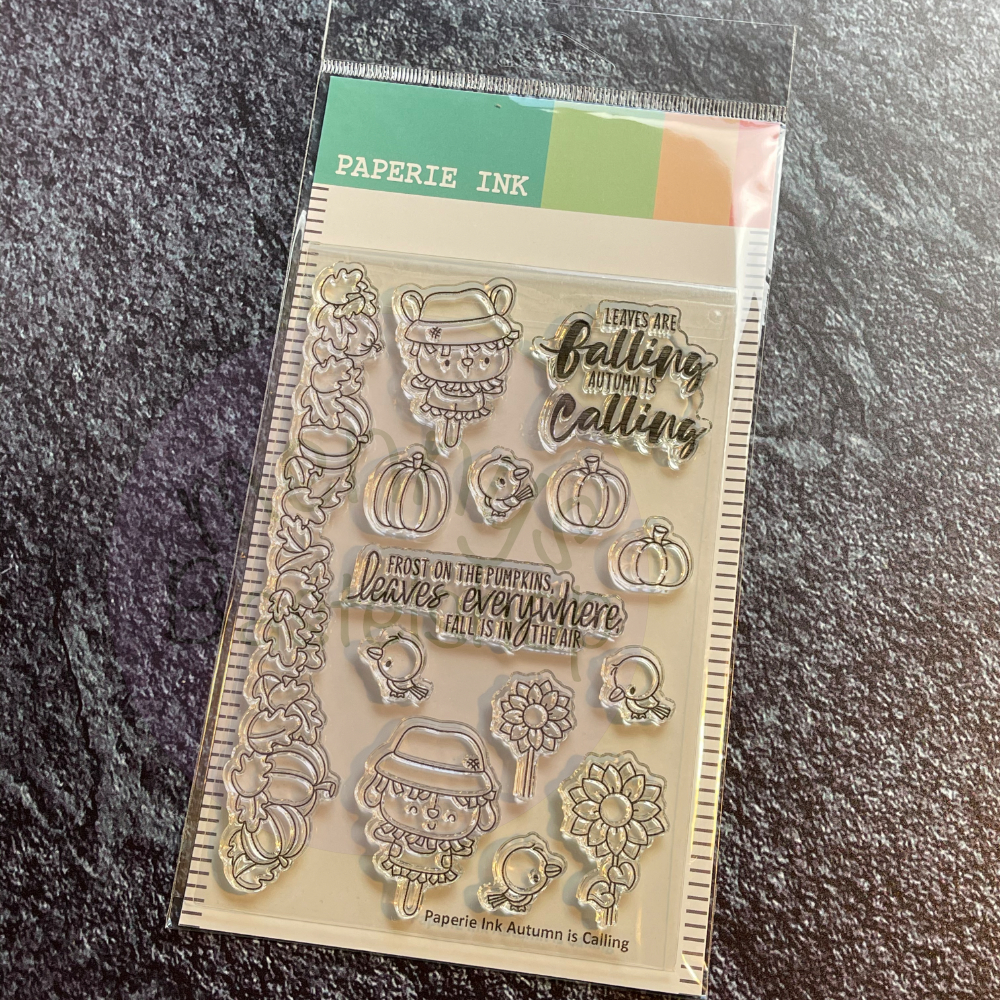 PAPERIE INK
LEAVES ARE
falling
AUTUMN IS
Calling
FROST ON THE PUMPKINS,
leaves everywhere
FALL IS IN THE AIR
Paperie Ink Autumn is Calling